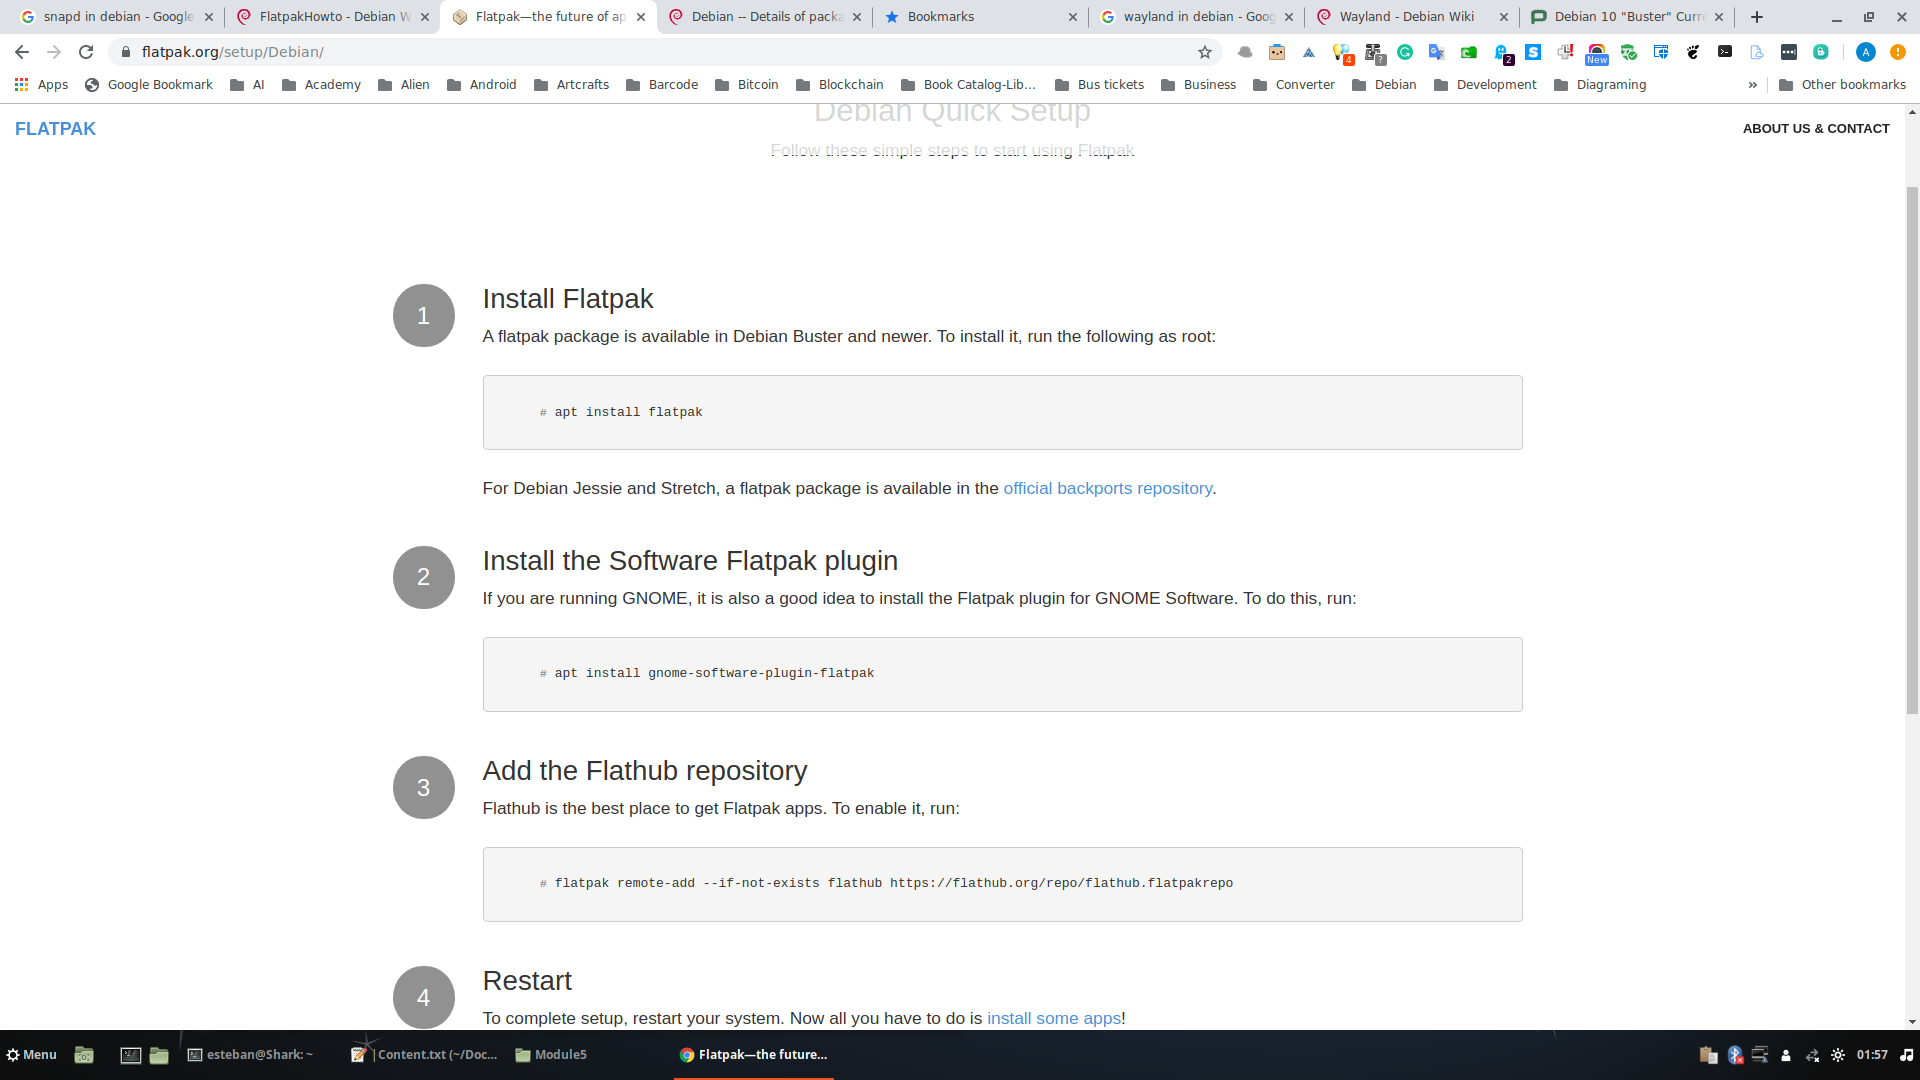 snapd in debian - Google
FlatpakHowto - Debian W
Flatpak—the future of ap
Debian -- Details of packa
Bookmarks
wayland in debian - Goog
Wayland - Debian Wiki
Debian 10 "Buster" Curre
flatpak.org/setup/Debian/
4
?
2
New
A
Apps
Google Bookmark
AI
Academy
Alien
Android
Artcrafts
Barcode
Bitcoin
Blockchain
Book Catalog-Lib...
Bus tickets
Business
Converter
Debian
Development
Diagraming
»
Other bookmarks
Debian Quick Setup
FLATPAK
ABOUT US & CONTACT
Follow these simple steps to start using Flatpak
1
Install Flatpak
A flatpak package is available in Debian Buster and newer. To install it, run the following as root:
# apt install flatpak
For Debian Jessie and Stretch, a flatpak package is available in the official backports repository.
2
Install the Software Flatpak plugin
If you are running GNOME, it is also a good idea to install the Flatpak plugin for GNOME Software. To do this, run:
# apt install gnome-software-plugin-flatpak
3
Add the Flathub repository
Flathub is the best place to get Flatpak apps. To enable it, run:
# flatpak remote-add --if-not-exists flathub https://flathub.org/repo/flathub.flatpakrepo
4
Restart
To complete setup, restart your system. Now all you have to do is install some apps!
Menu
esteban@Shark: ~
Content.txt (~/Doc...
Module5
Flatpak—the future...
01:57